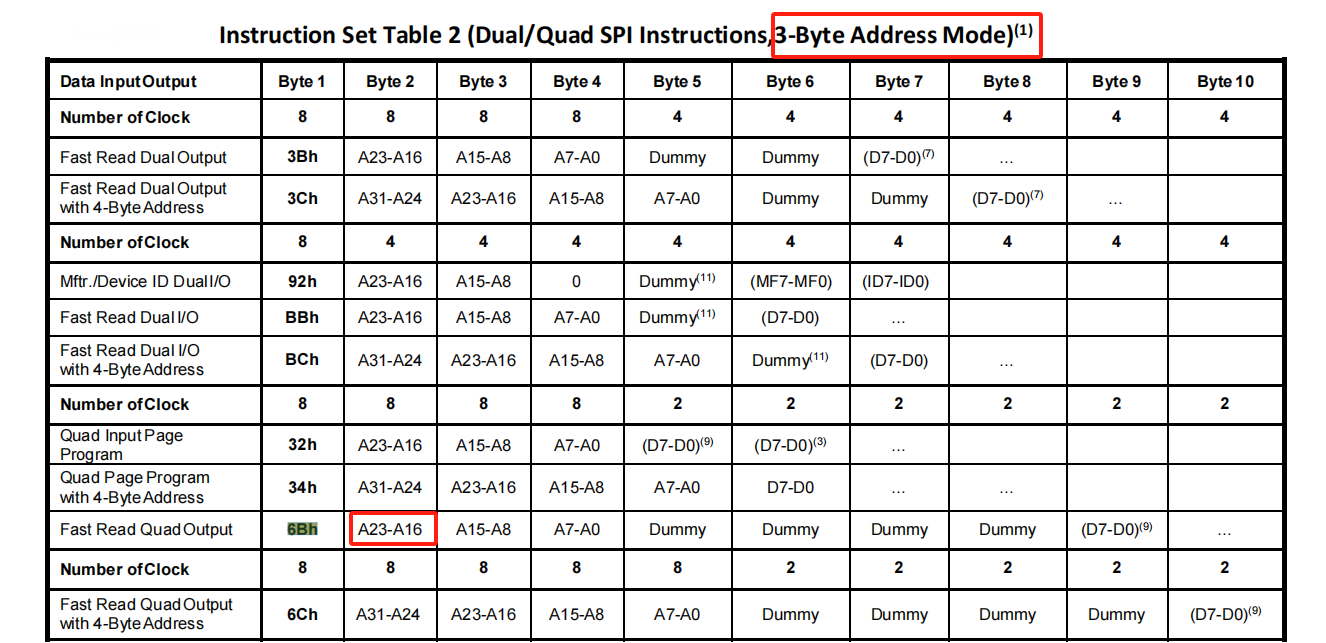 Instruction Set Table 2 (Dual/Quad SPI Instructions,3-Byte Address Mode)(1)
Data Input Output Byte 1 Byte 2 Byte 3 Byte 4 Byte 5 Byte 6 Byte 7 Byte 8 Byte 9 Byte 10
Number of Clock 8 8 8 8 4 4 4 4 4 4
Fast Read Dual Output 3Bh A23-A16 A15-A8 A7-A0 Dummy Dummy (D7-D0)(7) ...
Fast Read Dual Output
with 4-Byte Address 3Ch A31-A24 A23-A16 A15-A8 A7-A0 Dummy Dummy (D7-D0)(7) ...
Number of Clock 8 4 4 4 4 4 4 4 4 4
Mftr./Device ID Dual I/O 92h A23-A16 A15-A8 0 Dummy(11) (MF7-MF0) (ID7-ID0)
Fast Read Dual I/O BBh A23-A16 A15-A8 A7-A0 Dummy(11) (D7-D0) ...
Fast Read Dual I/O
with 4-Byte Address BCh A31-A24 A23-A16 A15-A8 A7-A0 Dummy(11) (D7-D0) ...
Number of Clock 8 8 8 8 2 2 2 2 2 2
Quad Input Page
Program 32h A23-A16 A15-A8 A7-A0 (D7-D0)(9) (D7-D0)(3) ...
Quad Page Program
with 4-Byte Address 34h A31-A24 A23-A16 A15-A8 A7-A0 D7-D0 ... ...
Fast Read Quad Output 6Bh A23-A16 A15-A8 A7-A0 Dummy Dummy Dummy Dummy (D7-D0)(9) ...
Number of Clock 8 8 8 8 8 2 2 2 2 2
Fast Read Quad Output
with 4-Byte Address 6Ch A31-A24 A23-A16 A15-A8 A7-A0 Dummy Dummy Dummy Dummy (D7-D0)(9)